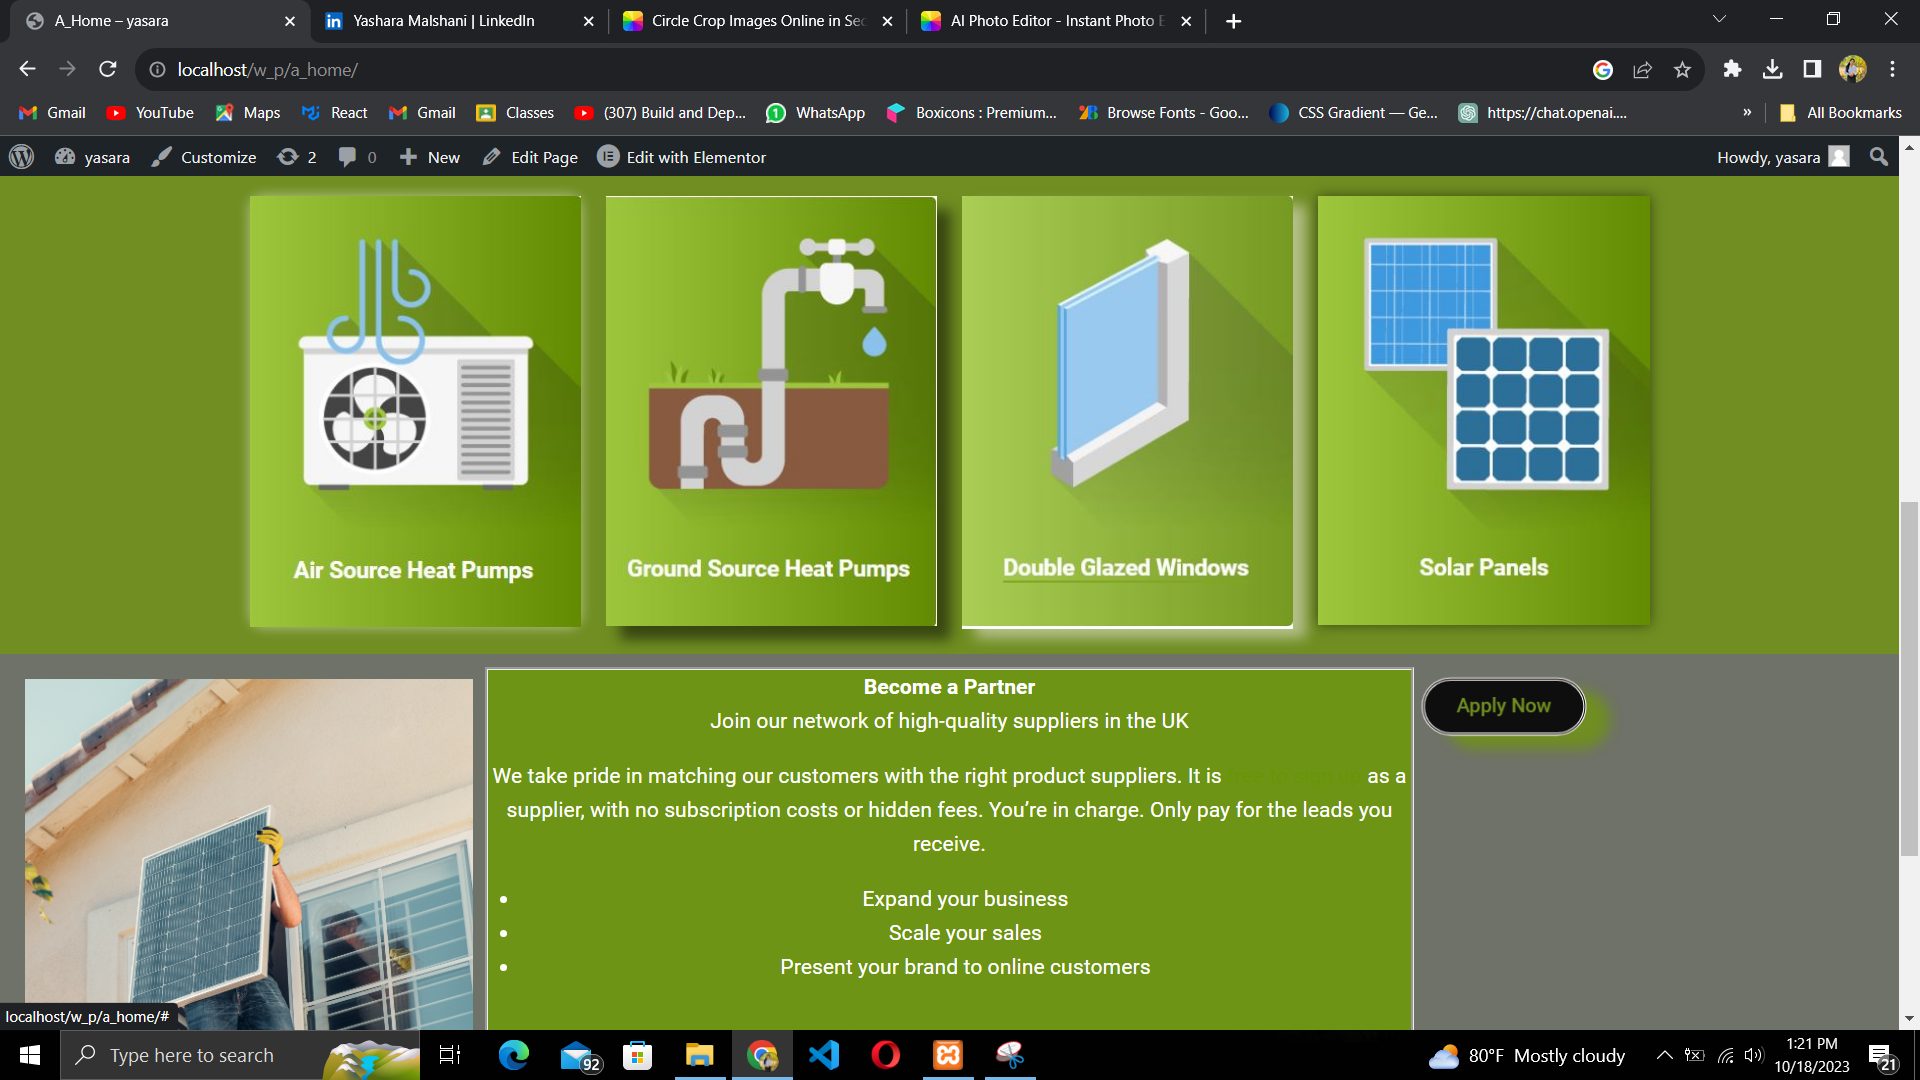 A_Home – yasara
Yashara Malshani | LinkedIn
Circle Crop Images Online in Sec
AI Photo Editor - Instant Photo E
localhost/w_p/a_home/
Gmail
YouTube
Maps
React
Gmail
Classes
(307) Build and Dep...
WhatsApp
Boxicons : Premium...
Browse Fonts - Goo...
CSS Gradient — Ge...
https://chat.openai....
»
All Bookmarks
yasara
Customize
2
0
New
Edit Page
Edit with Elementor
Howdy, yasara
Air Source Heat Pumps
Ground Source Heat Pumps
Double Glazed Windows
Solar Panels
Become a Partner
Join our network of high-quality suppliers in the UK
Apply Now
We take pride in matching our customers with the right product suppliers. It is as a
supplier, with no subscription costs or hidden fees. You’re in charge. Only pay for the leads you
receive.
• Expand your business
• Scale your sales
• Present your brand to online customers
localhost/w_p/a_home/#
Type here to search
92
80°F Mostly cloudy
1:21 PM
10/18/2023
21